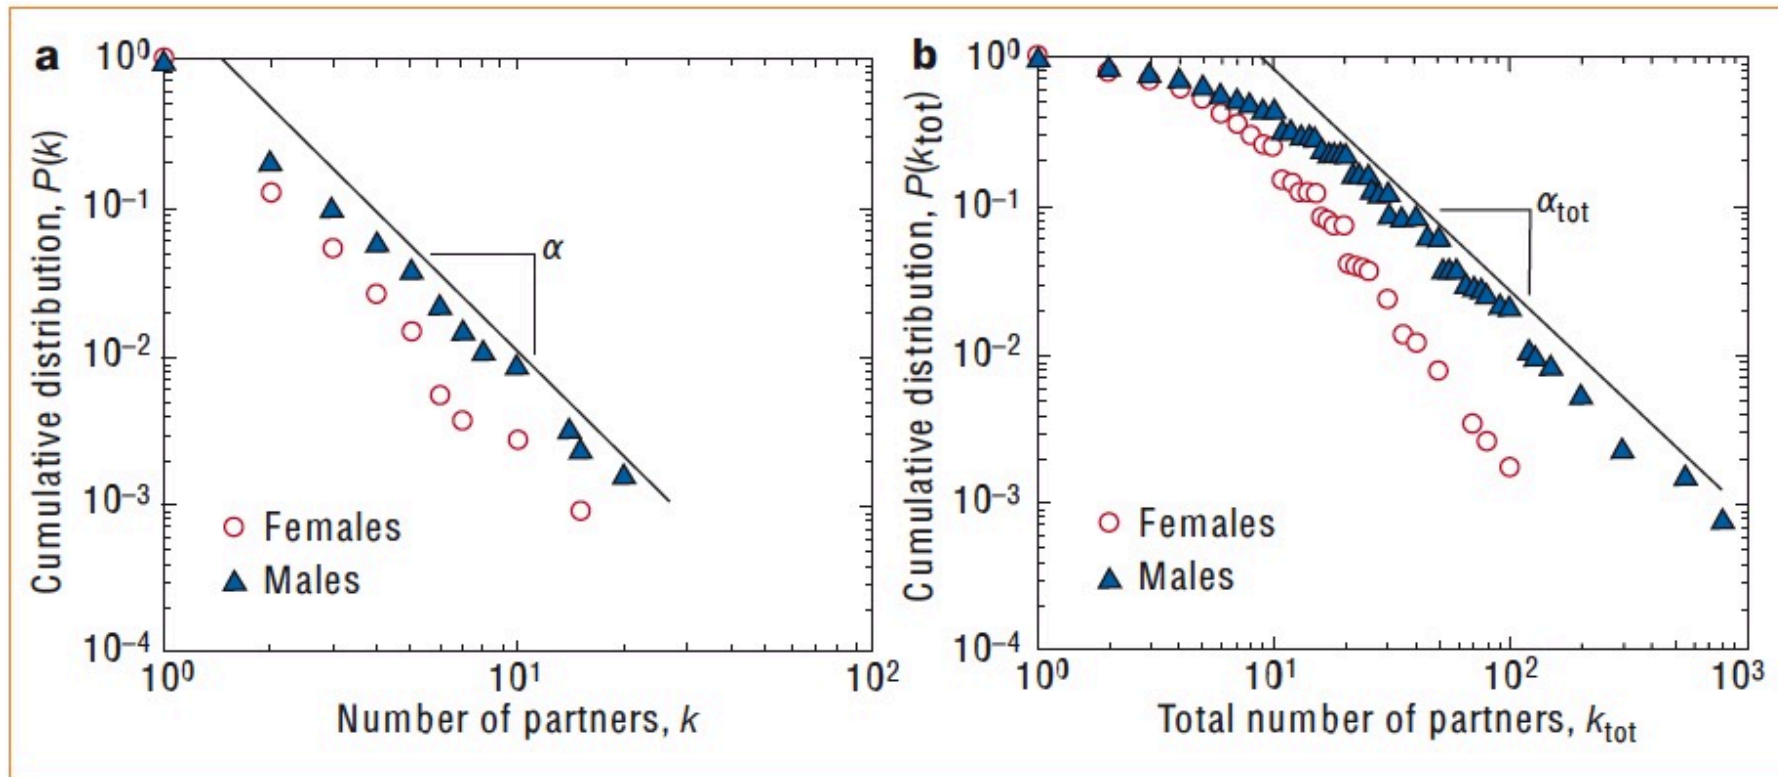 a
Cumulative distribution, P(k)
10⁰
10⁻¹
10⁻²
10⁻³
10⁻⁴
α
Females
Males
10⁰
10¹
10²
Number of partners, k
b
Cumulative distribution, P(k_tot)
10⁰
10⁻¹
10⁻²
10⁻³
10⁻⁴
α_tot
Females
Males
10⁰
10¹
10²
10³
Total number of partners, k_tot